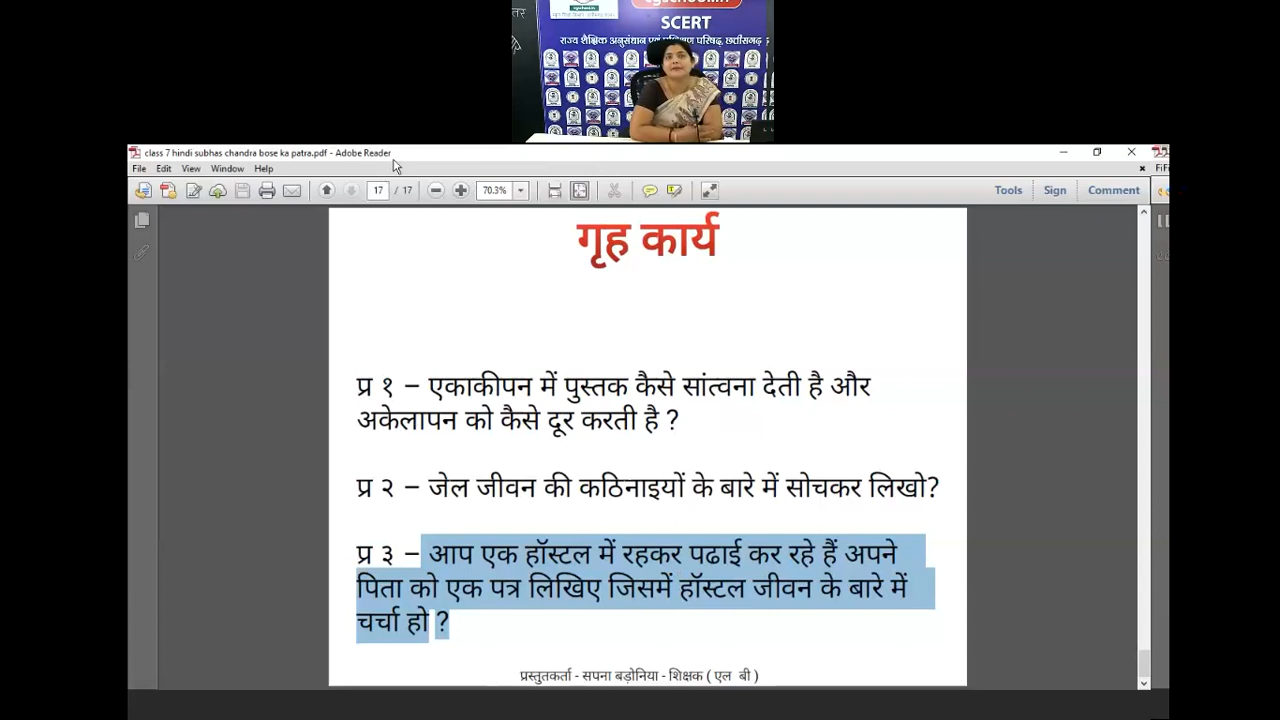 cgschool.in
SCERT
राज्य शैक्षिक अनुसंधान एवं प्रशिक्षण परिषद, छत्तीसगढ़
class 7 hindi subhas chandra bose ka patra.pdf - Adobe Reader
File Edit View Window Help
17 / 17 70.3% Tools Sign Comment
गृह कार्य
प्र १ – एकाकीपन में पुस्तक कैसे सांत्वना देती है और
अकेलापन को कैसे दूर करती है ?
प्र २ – जेल जीवन की कठिनाइयों के बारे में सोचकर लिखो?
प्र ३ – आप एक हॉस्टल में रहकर पढाई कर रहे हैं अपने
पिता को एक पत्र लिखिए जिसमें हॉस्टल जीवन के बारे में
चर्चा हो ?
प्रस्तुतकर्ता - सपना बड़ोनिया - शिक्षक ( एल बी )